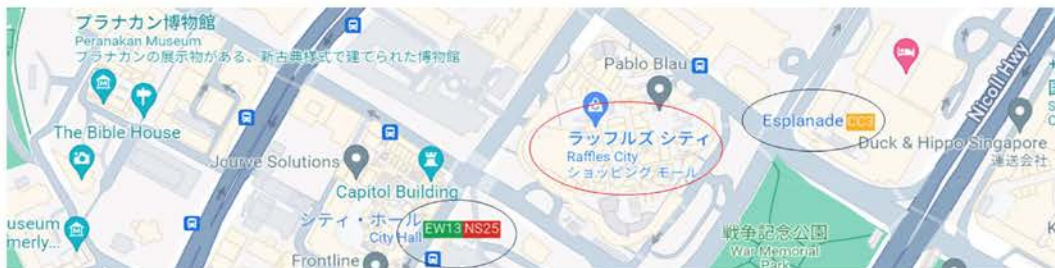 プラナカン博物館
Peranakan Museum
プラナカンの展示物がある、新古典様式で建てられた博物館
The Bible House
Jourve Solutions
Capitol Building
シティ・ホール
City Hall
EW13 NS25
Frontline
useum
merly...
Pablo Blau
ラッフルズ シティ
Raffles City
ショッピング モール
Esplanade CC3
Nicoll Hwy
Duck & Hippo Singapore
運送会社
戦争記念公園
War Memorial
Park